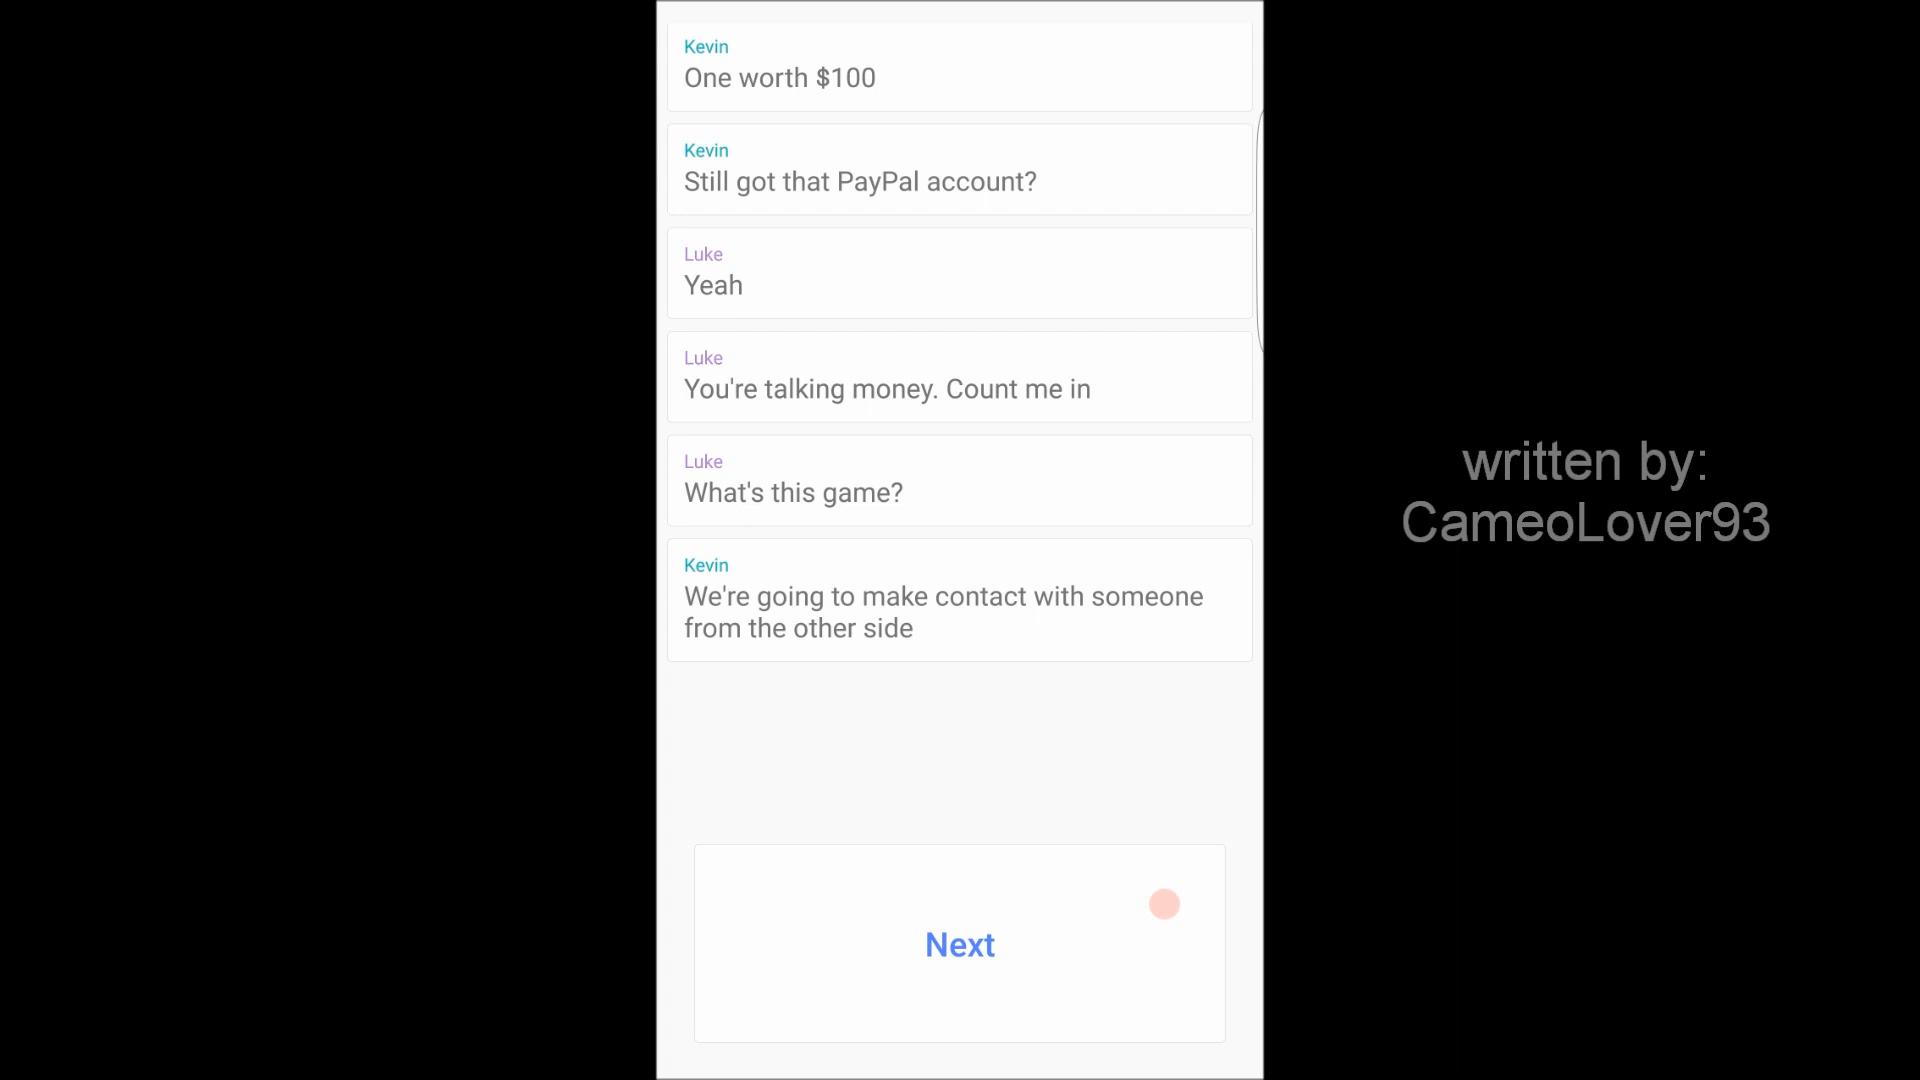 Kevin
One worth $100
Kevin
Still got that PayPal account?
Luke
Yeah
Luke
You're talking money. Count me in
Luke
What's this game?
Kevin
We're going to make contact with someone
from the other side
Next
written by:
CameoLover93